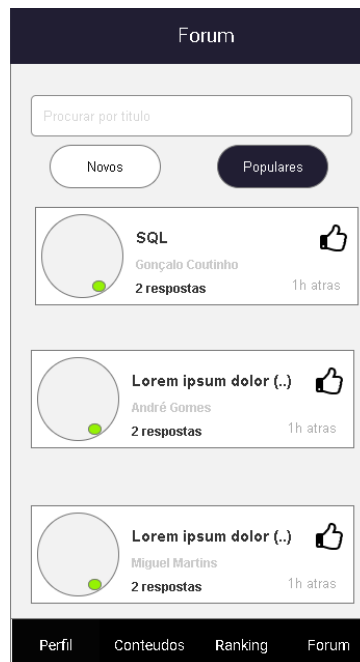 Forum
Procurar por titulo
Novos
Populares
SQL
Gonçalo Coutinho
2 respostas
1h atras
Lorem ipsum dolor (..)
André Gomes
2 respostas
1h atras
Lorem ipsum dolor (..)
Miguel Martins
2 respostas
1h atras
Perfil Conteudos Ranking Forum